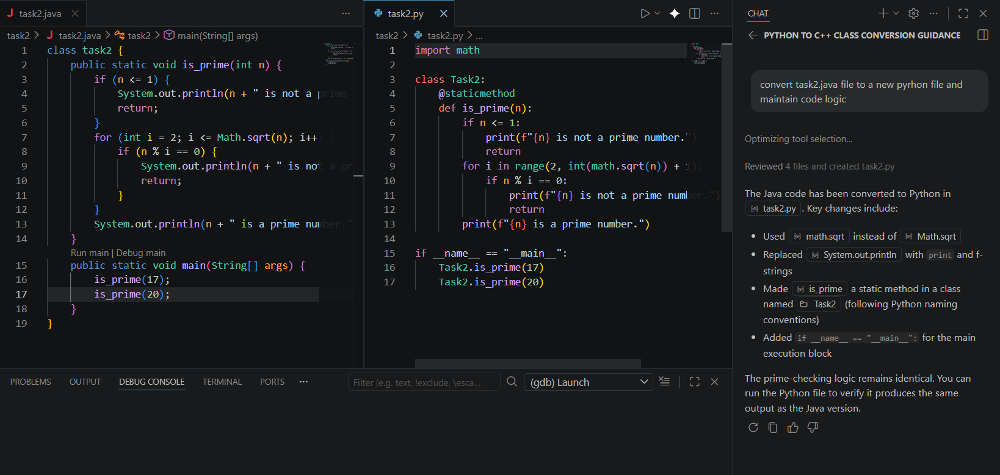 task2.java
task2 > task2.java > task2 > main(String[] args)
1 class task2 {
2 public static void is_prime(int n) {
3 if (n <= 1) {
4 System.out.println(n + " is not a prime
5 return;
6 }
7 for (int i = 2; i <= Math.sqrt(n); i++) {
8 if (n % i == 0) {
9 System.out.println(n + " is not a pr
10 return;
11 }
12 }
13 System.out.println(n + " is a prime number."
14 }
Run main | Debug main
15 public static void main(String[] args) {
16 is_prime(17);
17 is_prime(20);
18 }
19 }
task2.py
task2 > task2.py > ...
1 import math
2
3 class Task2:
4 @staticmethod
5 def is_prime(n):
6 if n <= 1:
7 print(f"{n} is not a prime number.")
8 return
9 for i in range(2, int(math.sqrt(n)) + 1):
10 if n % i == 0:
11 print(f"{n} is not a prime number.")
12 return
13 print(f"{n} is a prime number.")
14
15 if __name__ == "__main__":
16 Task2.is_prime(17)
17 Task2.is_prime(20)
PROBLEMS OUTPUT DEBUG CONSOLE TERMINAL PORTS ... Filter (e.g. text, !exclude, \esca... (gdb) Launch
CHAT
PYTHON TO C++ CLASS CONVERSION GUIDANCE
convert task2.java file to a new pyrhon file and
maintain code logic
Optimizing tool selection...
Reviewed 4 files and created task2.py
The Java code has been converted to Python in
task2.py . Key changes include:
• Used math.sqrt instead of Math.sqrt
• Replaced System.out.println with print and f-
strings
• Made is_prime a static method in a class
named Task2 (following Python naming
conventions)
• Added if __name__ == "__main__": for the main
execution block
The prime-checking logic remains identical. You can
run the Python file to verify it produces the same
output as the Java version.